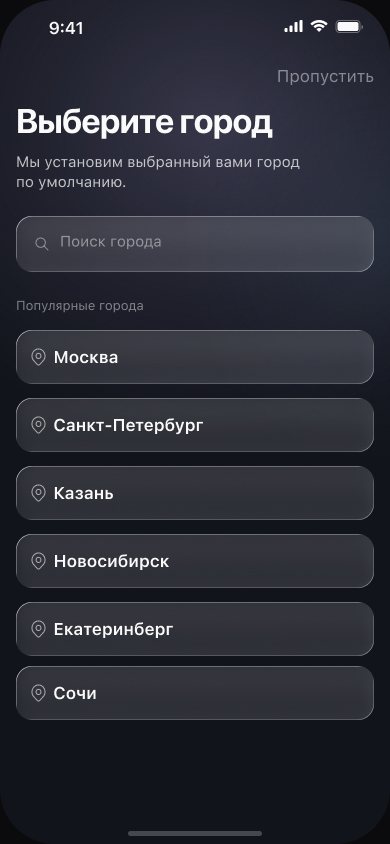 9:41
Пропустить
Выберите город
Мы установим выбранный вами город
по умолчанию.
Поиск города
Популярные города
Москва
Санкт-Петербург
Казань
Новосибирск
Екатеринберг
Сочи